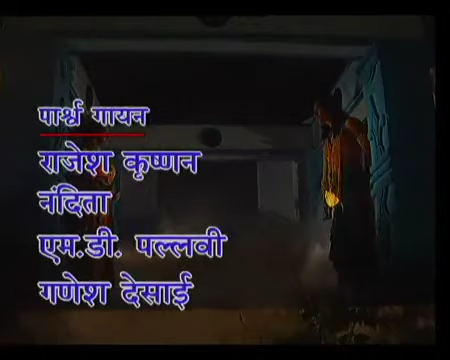 पार्श्व गायन
राजेश कृष्णन
नंदिता
एम.डी. पल्लवी
गणेश देसाई